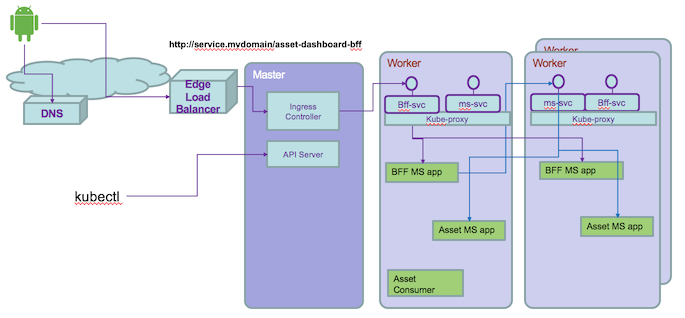 http://service.mydomain/asset-dashboard-bff
DNS
Edge
Load
Balancer
kubectl
Master
Ingress
Controller
API Server
Worker
Bff-svc
ms-svc
Kube-proxy
BFF MS app
Asset MS app
Asset
Consumer
Worker
Worker
ms-svc
Bff-svc
Kube-proxy
BFF MS app
Asset MS app